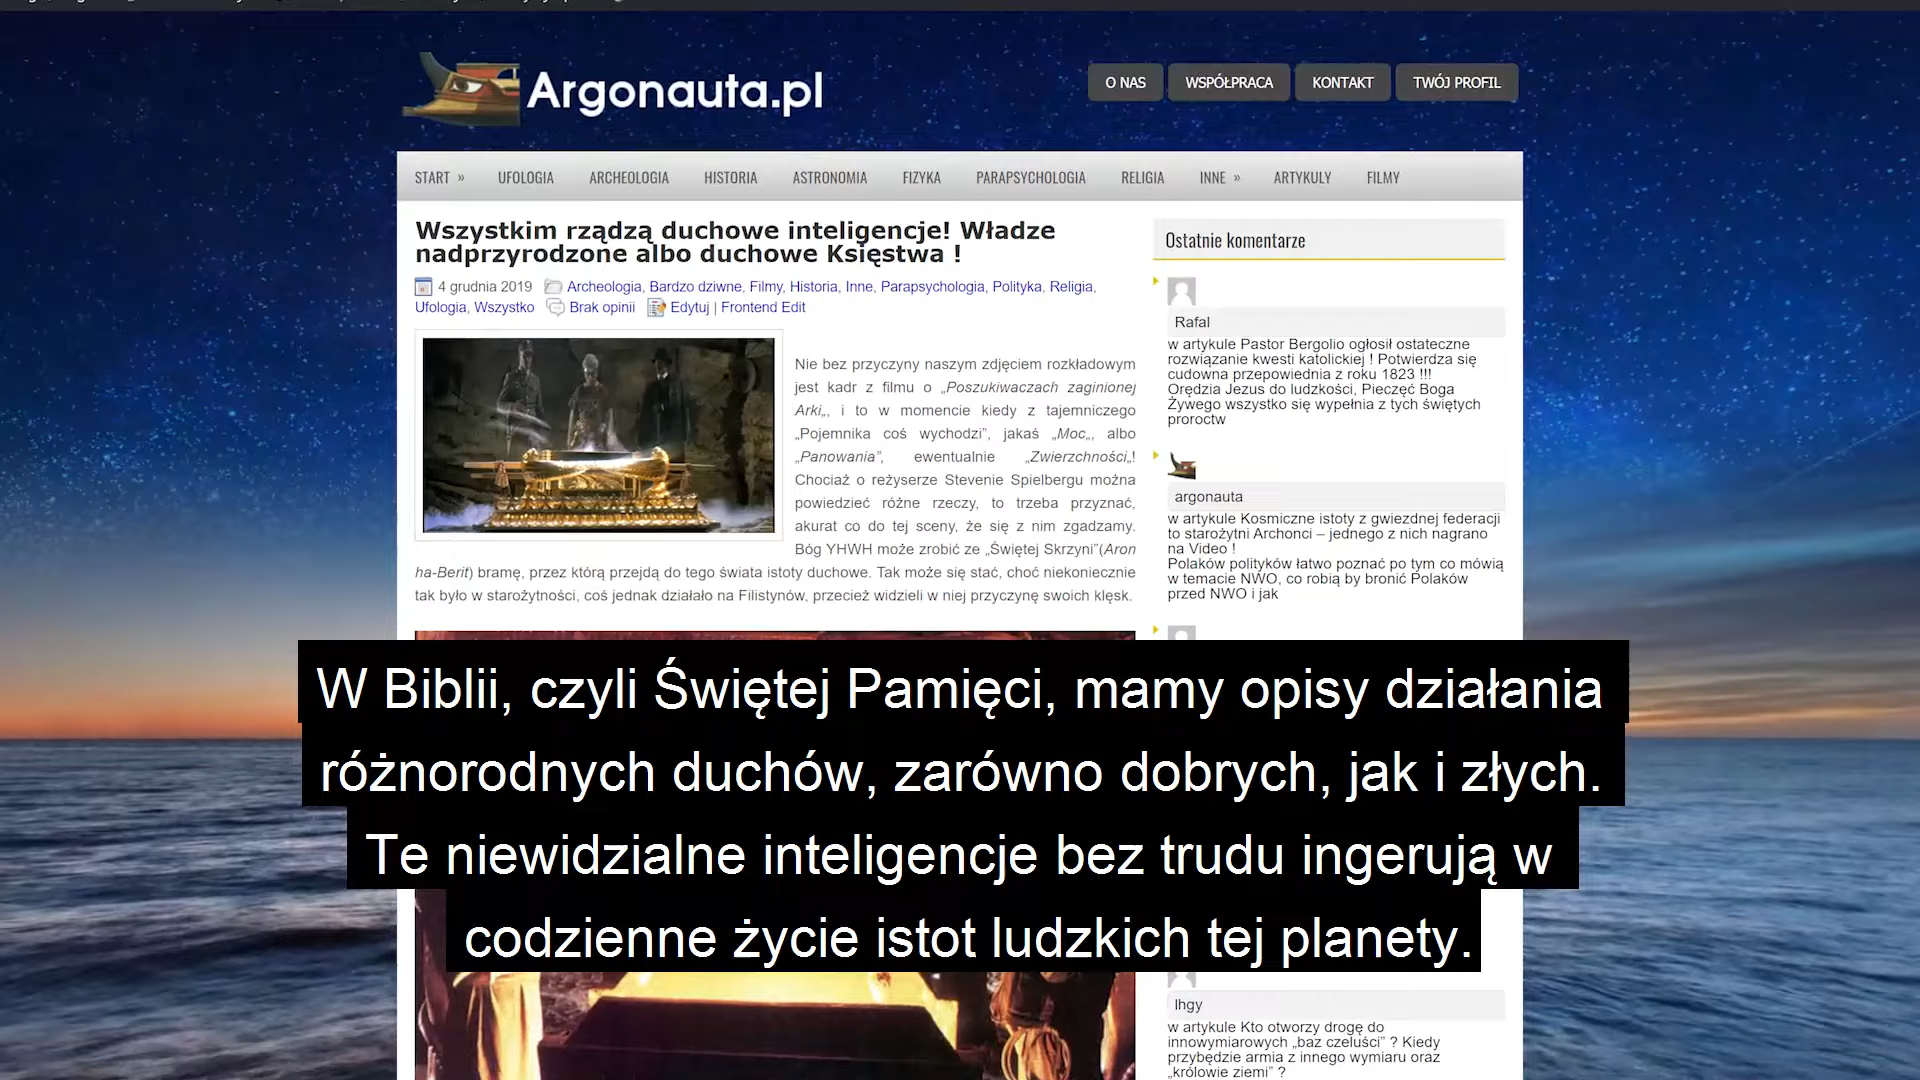 Argonauta.pl
O NAS
WSPÓŁPRACA
KONTAKT
TWÓJ PROFIL
START »
UFOLOGIA
ARCHEOLOGIA
HISTORIA
ASTRONOMIA
FIZYKA
PARAPSYCHOLOGIA
RELIGIA
INNE »
ARTYKULY
FILMY
Wszystkim rządzą duchowe inteligencje! Władze
nadprzyrodzone albo duchowe Księstwa !
4 grudnia 2019 Archeologia, Bardzo dziwne, Filmy, Historia, Inne, Parapsychologia, Polityka, Religia,
Ufologia, Wszystko Brak opinii Edytuj | Frontend Edit
Nie bez przyczyny naszym zdjęciem rozkładowym
jest kadr z filmu o „Poszukiwaczach zaginionej
Arki„, i to w momencie kiedy z tajemniczego
„Pojemnika coś wychodzi”, jakaś „Moc„, albo
„Panowania”, ewentualnie „Zwierzchności„!
Chociaż o reżyserze Stevenie Spielbergu można
powiedzieć różne rzeczy, to trzeba przyznać,
akurat co do tej sceny, że się z nim zgadzamy.
Bóg YHWH może zrobić ze „Świętej Skrzyni”(Aron
ha-Berit) bramę, przez którą przejdą do tego świata istoty duchowe. Tak może się stać, choć niekoniecznie
tak było w starożytności, coś jednak działało na Filistynów, przecież widzieli w niej przyczynę swoich klęsk.
Ostatnie komentarze
Rafal
w artykule Pastor Bergolio ogłosił ostateczne
rozwiązanie kwesti katolickiej ! Potwierdza się
cudowna przepowiednia z roku 1823 !!!
Orędzia Jezus do ludzkości, Pieczęć Boga
Żywego wszystko się wypełnia z tych świętych
proroctw
argonauta
w artykule Kosmiczne istoty z gwiezdnej federacji
to starożytni Archonci – jednego z nich nagrano
na Video !
Polaków polityków łatwo poznać po tym co mówią
w temacie NWO, co robią by bronić Polaków
przed NWO i jak
W Biblii, czyli Świętej Pamięci, mamy opisy działania
różnorodnych duchów, zarówno dobrych, jak i złych.
Te niewidzialne inteligencje bez trudu ingerują w
codzienne życie istot ludzkich tej planety.
lhgy
w artykule Kto otworzy drogę do
innowymiarowych „baz czeluści” ? Kiedy
przybędzie armia z innego wymiaru oraz
„królowie ziemi” ?